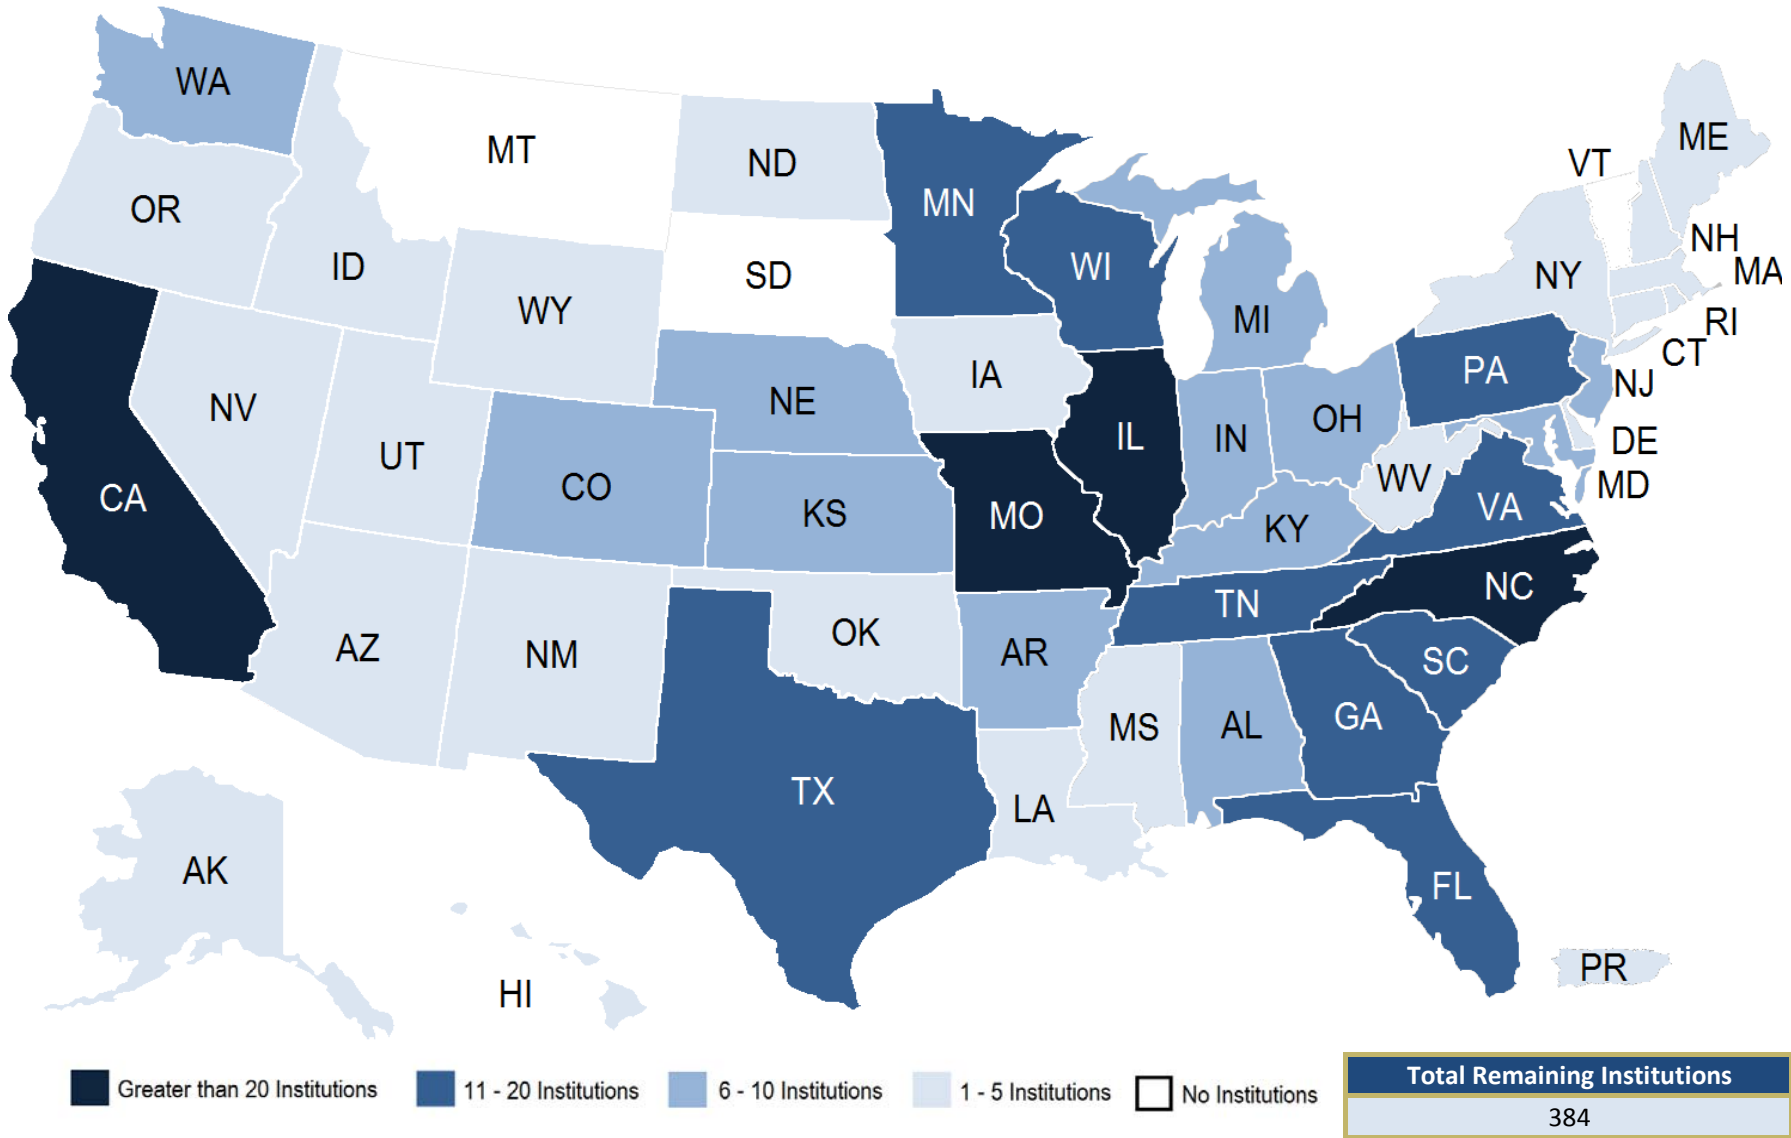 WA
MT
ND
MN
VT
ME
OR
ID
WY
SD
WI
MI
NY
NH
MA
RI
CT
NV
UT
CO
NE
IA
IL
IN
OH
PA
NJ
DE
MD
CA
KS
MO
KY
WV
VA
AZ
NM
OK
AR
TN
NC
SC
TX
LA
MS
AL
GA
FL
AK
HI
PR
Greater than 20 Institutions
11 - 20 Institutions
6 - 10 Institutions
1 - 5 Institutions
No Institutions
Total Remaining Institutions
384